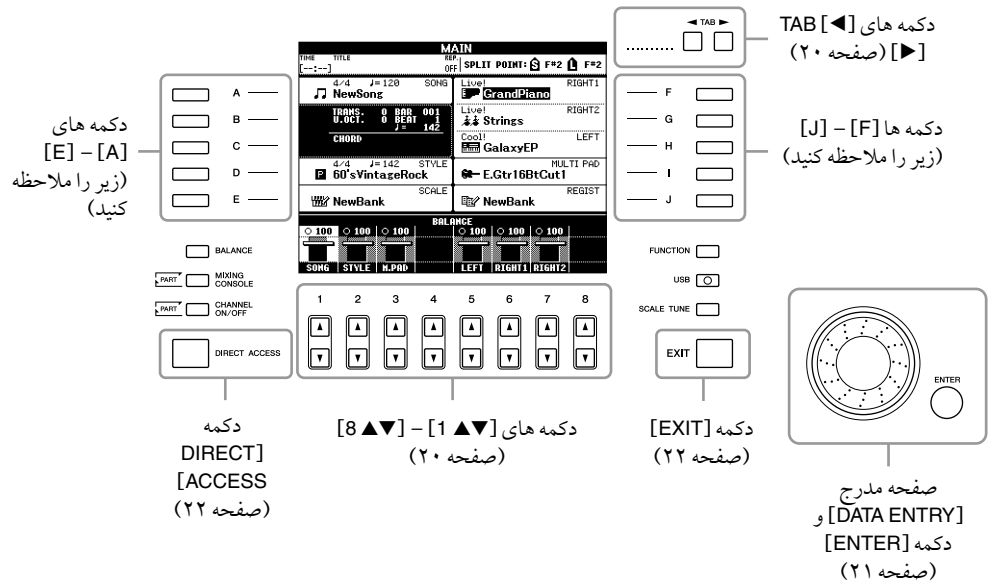 ◄ TAB ►
دکمه های [◄] TAB
[►] (صفحه ۲۰)
MAIN
TIME TITLE REP.
[--:--] OFF SPLIT POINT: S F#2 L F#2
4/4 ♩=120 SONG
NewSong
TRANS. 0 BAR 001
U.OCT. 0 BEAT 1
♩= 142
CHORD
4/4 ♩=142 STYLE
60'sVintageRock
SCALE
NewBank
Live! RIGHT1
GrandPiano
Live! RIGHT2
Strings
Cool! LEFT
GalaxyEP
MULTI PAD
E.Gtr16BtCut1
REGIST
NewBank
BALANCE
100 100 100 100 100 100
SONG STYLE M.PAD LEFT RIGHT1 RIGHT2
A
B
C
D
E
دکمه های
[A] – [E]
(زیر را ملاحظه
کنید)
F
G
H
I
J
دکمه ها [F] – [J]
(زیر را ملاحظه کنید)
BALANCE
PART MIXING
CONSOLE
PART CHANNEL
ON/OFF
DIRECT ACCESS
1 2 3 4 5 6 7 8
FUNCTION
USB
SCALE TUNE
EXIT
ENTER
دکمه
[DIRECT
ACCESS]
(صفحه ۲۲)
دکمه های [▲▼ 1] – [▲▼ 8]
(صفحه ۲۰)
دکمه [EXIT]
(صفحه ۲۲)
صفحه مدرج
[DATA ENTRY] و
دکمه [ENTER]
(صفحه ۲۱)